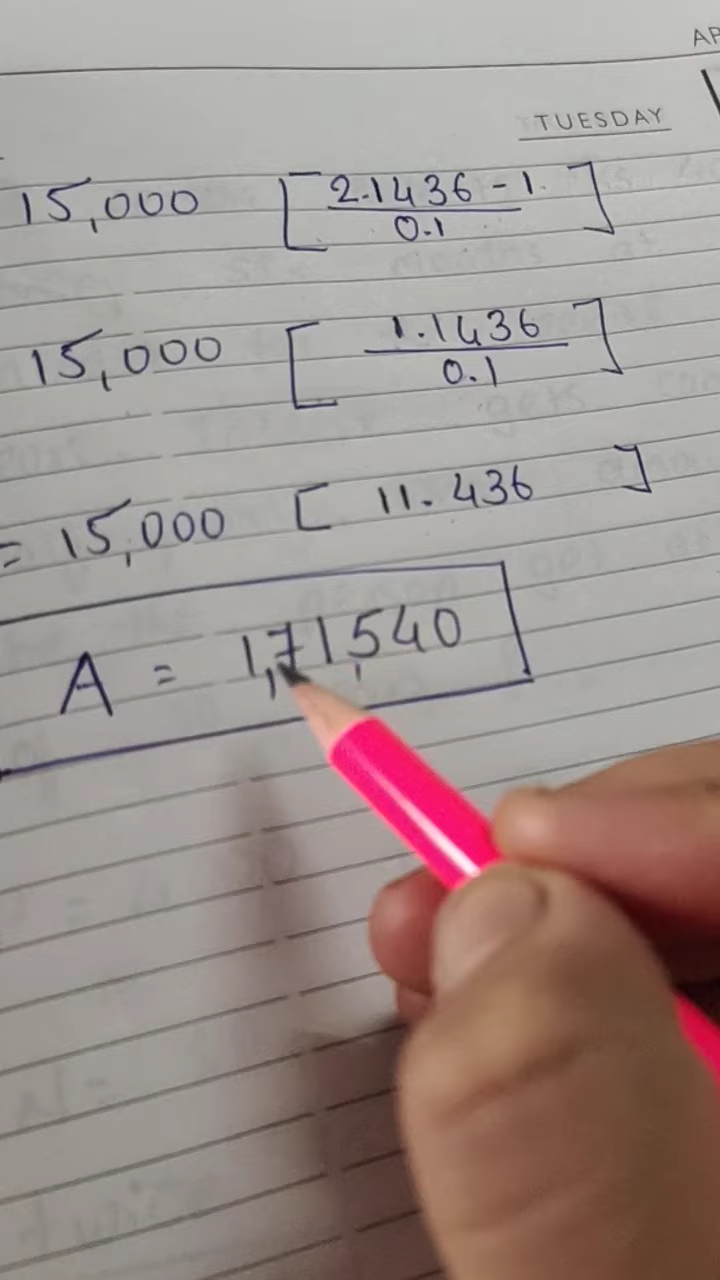 AP
TUESDAY
15,000 [ 2.1436 - 1 / 0.1 ]
15,000 [ 1.1436 / 0.1 ]
= 15,000 [ 11.436 ]
A = 1,71,540